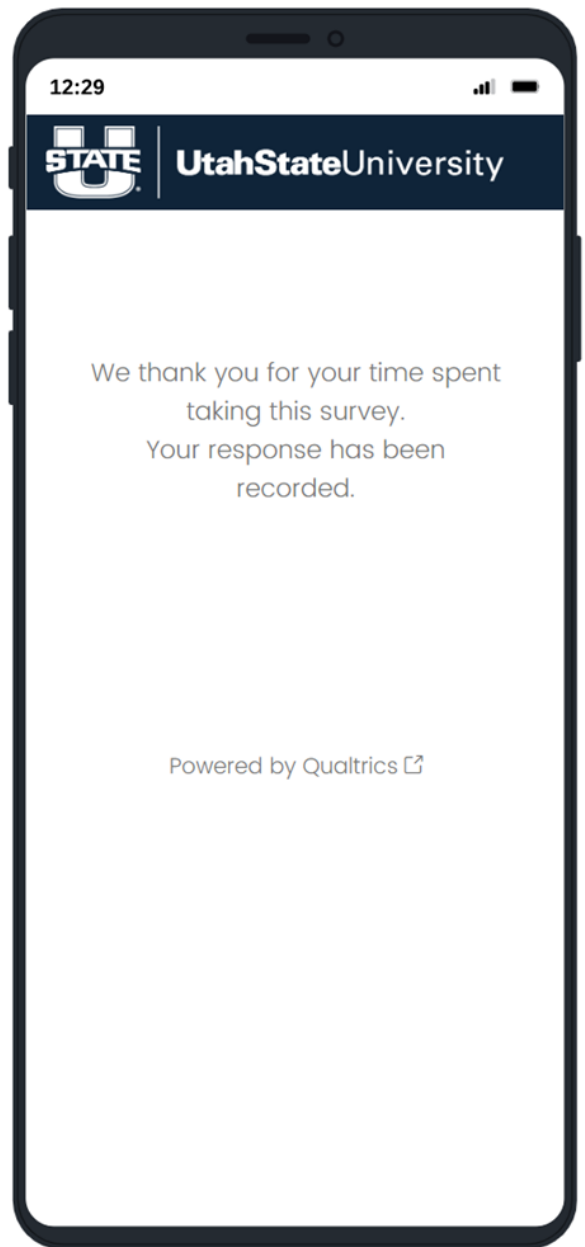 12:29
STATE
UtahStateUniversity
We thank you for your time spent
taking this survey.
Your response has been
recorded.
Powered by Qualtrics